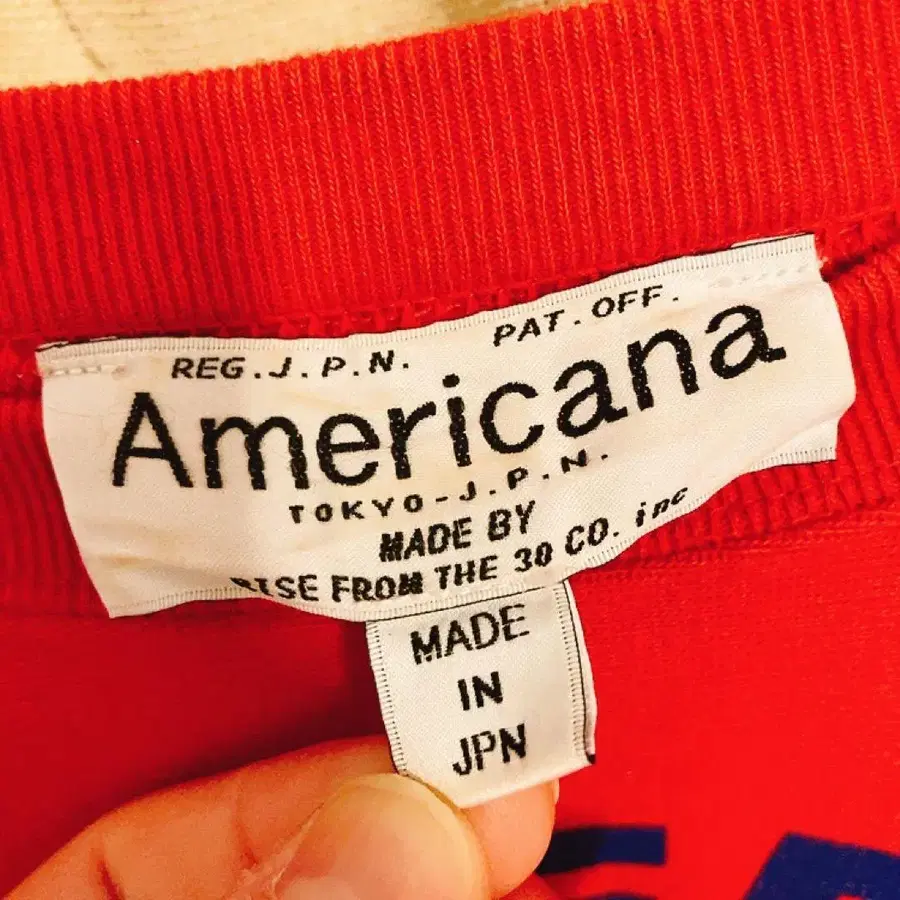 REG.J.P.N. PAT.OFF.
Americana
TOKYO-J.P.N.
MADE BY
RISE FROM THE 30 CO. inc
MADE
IN
JPN